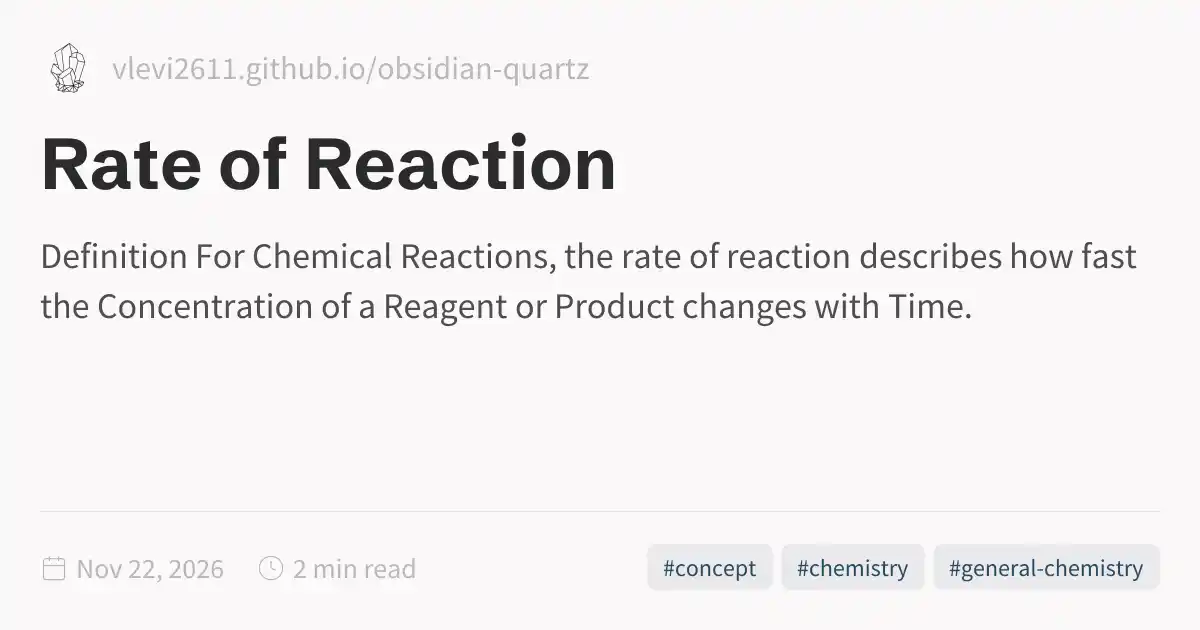 vlevi2611.github.io/obsidian-quartz
Rate of Reaction
Definition For Chemical Reactions, the rate of reaction describes how fast
the Concentration of a Reagent or Product changes with Time.
Nov 22, 2026 2 min read #concept #chemistry #general-chemistry